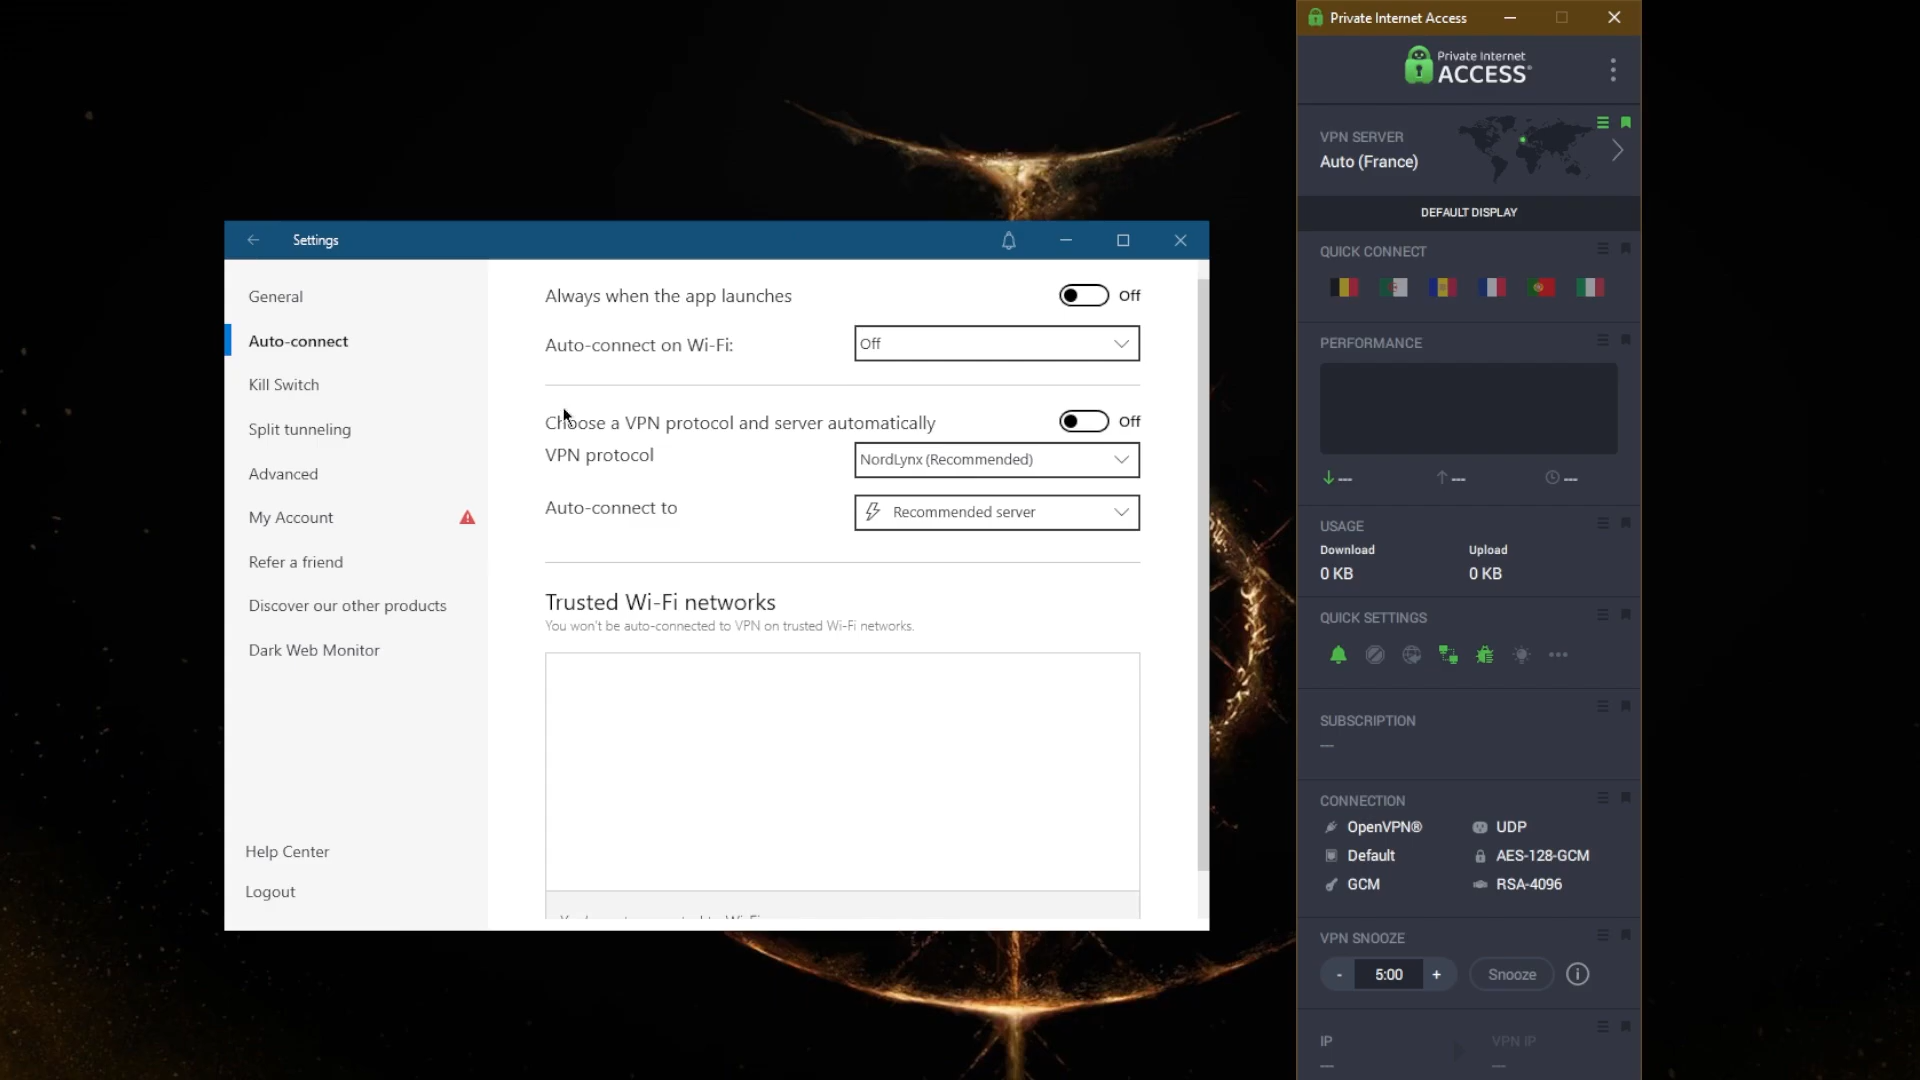 Settings
General
Auto-connect
Kill Switch
Split tunneling
Advanced
My Account
Refer a friend
Discover our other products
Dark Web Monitor
Help Center
Logout
Always when the app launches
Off
Auto-connect on Wi-Fi:
Off
Choose a VPN protocol and server automatically
Off
VPN protocol
NordLynx (Recommended)
Auto-connect to
Recommended server
Trusted Wi-Fi networks
You won't be auto-connected to VPN on trusted Wi-Fi networks.
Private Internet Access
Private Internet
ACCESS®
VPN SERVER
Auto (France)
DEFAULT DISPLAY
QUICK CONNECT
PERFORMANCE
---
---
---
USAGE
Download
Upload
0 KB
0 KB
QUICK SETTINGS
SUBSCRIPTION
---
CONNECTION
OpenVPN®
UDP
Default
AES-128-GCM
GCM
RSA-4096
VPN SNOOZE
- 5:00 +
Snooze
IP
VPN IP
---
---